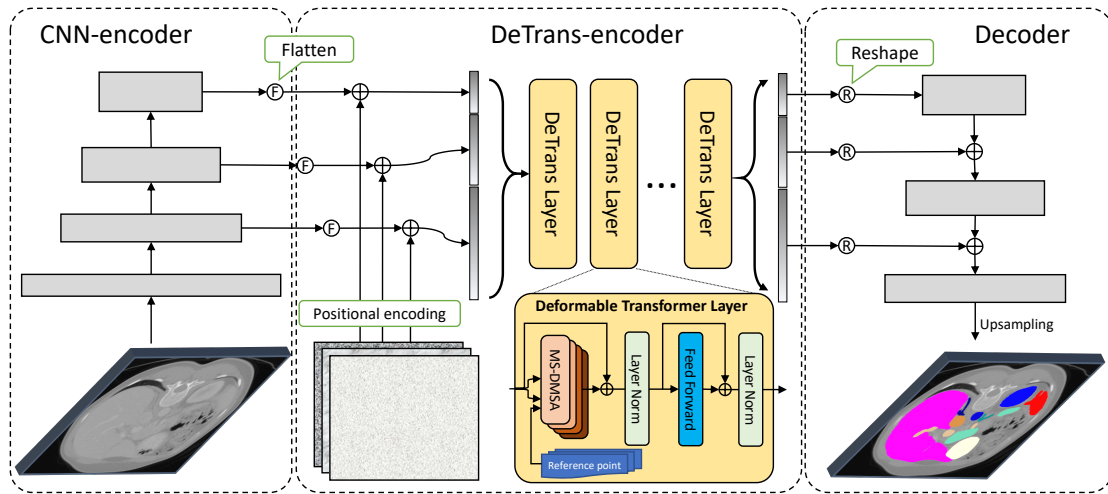 CNN-encoder
DeTrans-encoder
Decoder
Flatten
Reshape
F
F
F
R
R
R
DeTrans Layer
DeTrans Layer
...
DeTrans Layer
Positional encoding
Deformable Transformer Layer
MS-DMSA
Layer Norm
Feed Forward
Layer Norm
Reference point
Upsampling